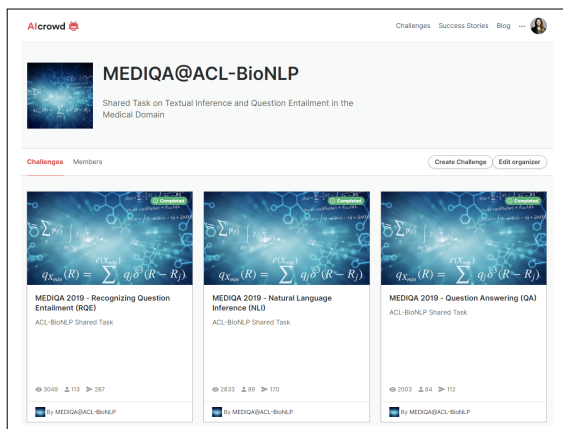 AIcrowd
Challenges Success Stories Blog ...
MEDIQA@ACL-BioNLP
Shared Task on Textual Inference and Question Entailment in the
Medical Domain
Challenges Members
Create Challenge Edit organizer
Completed
Completed
Completed
MEDIQA 2019 - Recognizing Question
Entailment (RQE)
ACL-BioNLP Shared Task
3049 113 287
By MEDIQA@ACL-BioNLP
MEDIQA 2019 - Natural Language
Inference (NLI)
ACL-BioNLP Shared Task
2833 89 170
By MEDIQA@ACL-BioNLP
MEDIQA 2019 - Question Answering (QA)
ACL-BioNLP Shared Task
2003 64 112
By MEDIQA@ACL-BioNLP